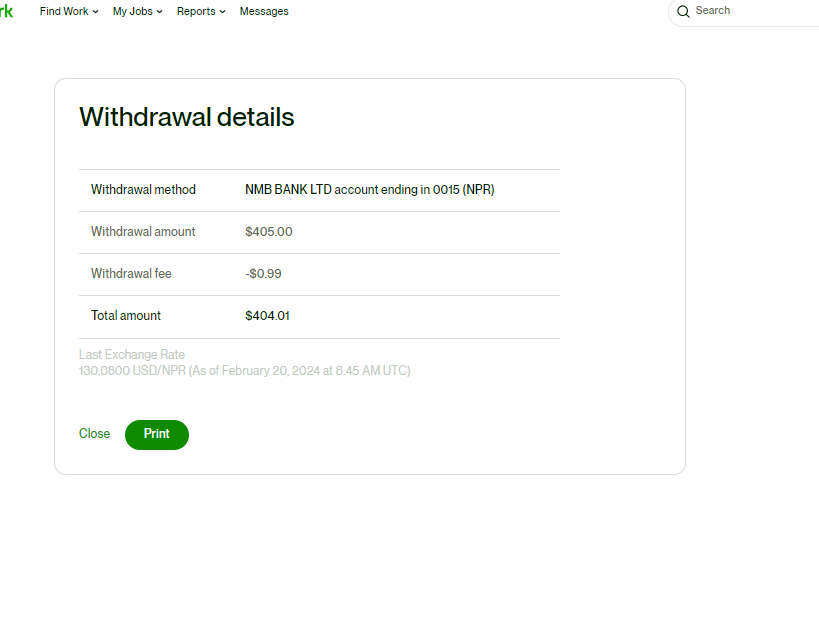 rk Find Work My Jobs Reports Messages Search
Withdrawal details
Withdrawal method NMB BANK LTD account ending in 0015 (NPR)
Withdrawal amount $405.00
Withdrawal fee -$0.99
Total amount $404.01
Last Exchange Rate
130.0800 USD/NPR (As of February 20, 2024 at 8:45 AM UTC)
Close Print